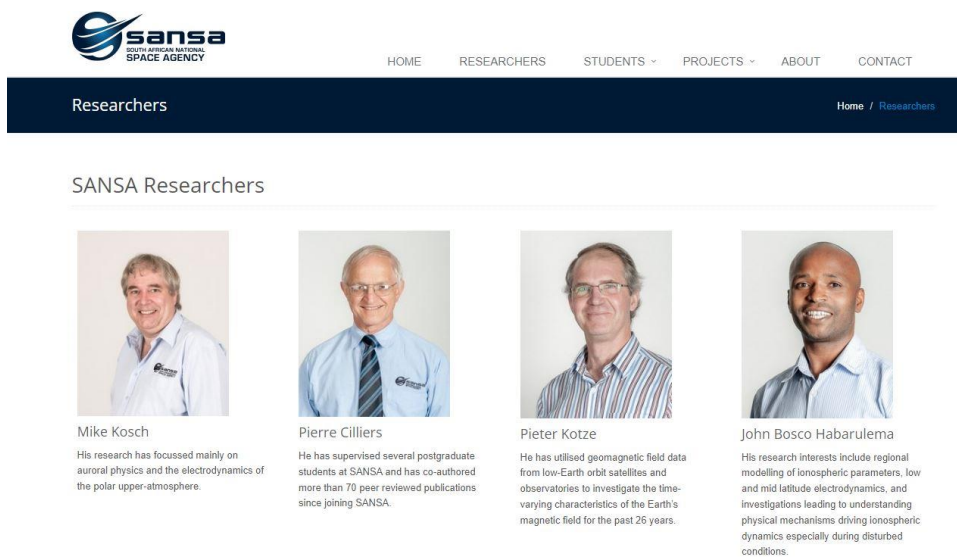 sansa
SOUTH AFRICAN NATIONAL
SPACE AGENCY
HOME RESEARCHERS STUDENTS PROJECTS ABOUT CONTACT
Researchers
Home / Researchers
SANSA Researchers
Mike Kosch
His research has focussed mainly on
auroral physics and the electrodynamics of
the polar upper-atmosphere.
Pierre Cilliers
He has supervised several postgraduate
students at SANSA and has co-authored
more than 70 peer reviewed publications
since joining SANSA.
Pieter Kotze
He has utilised geomagnetic field data
from low-Earth orbit satellites and
observatories to investigate the time-
varying characteristics of the Earth's
magnetic field for the past 26 years.
John Bosco Habarulema
His research interests include regional
modelling of ionospheric parameters, low
and mid latitude electrodynamics, and
investigations leading to understanding
physical mechanisms driving ionospheric
dynamics especially during disturbed
conditions.